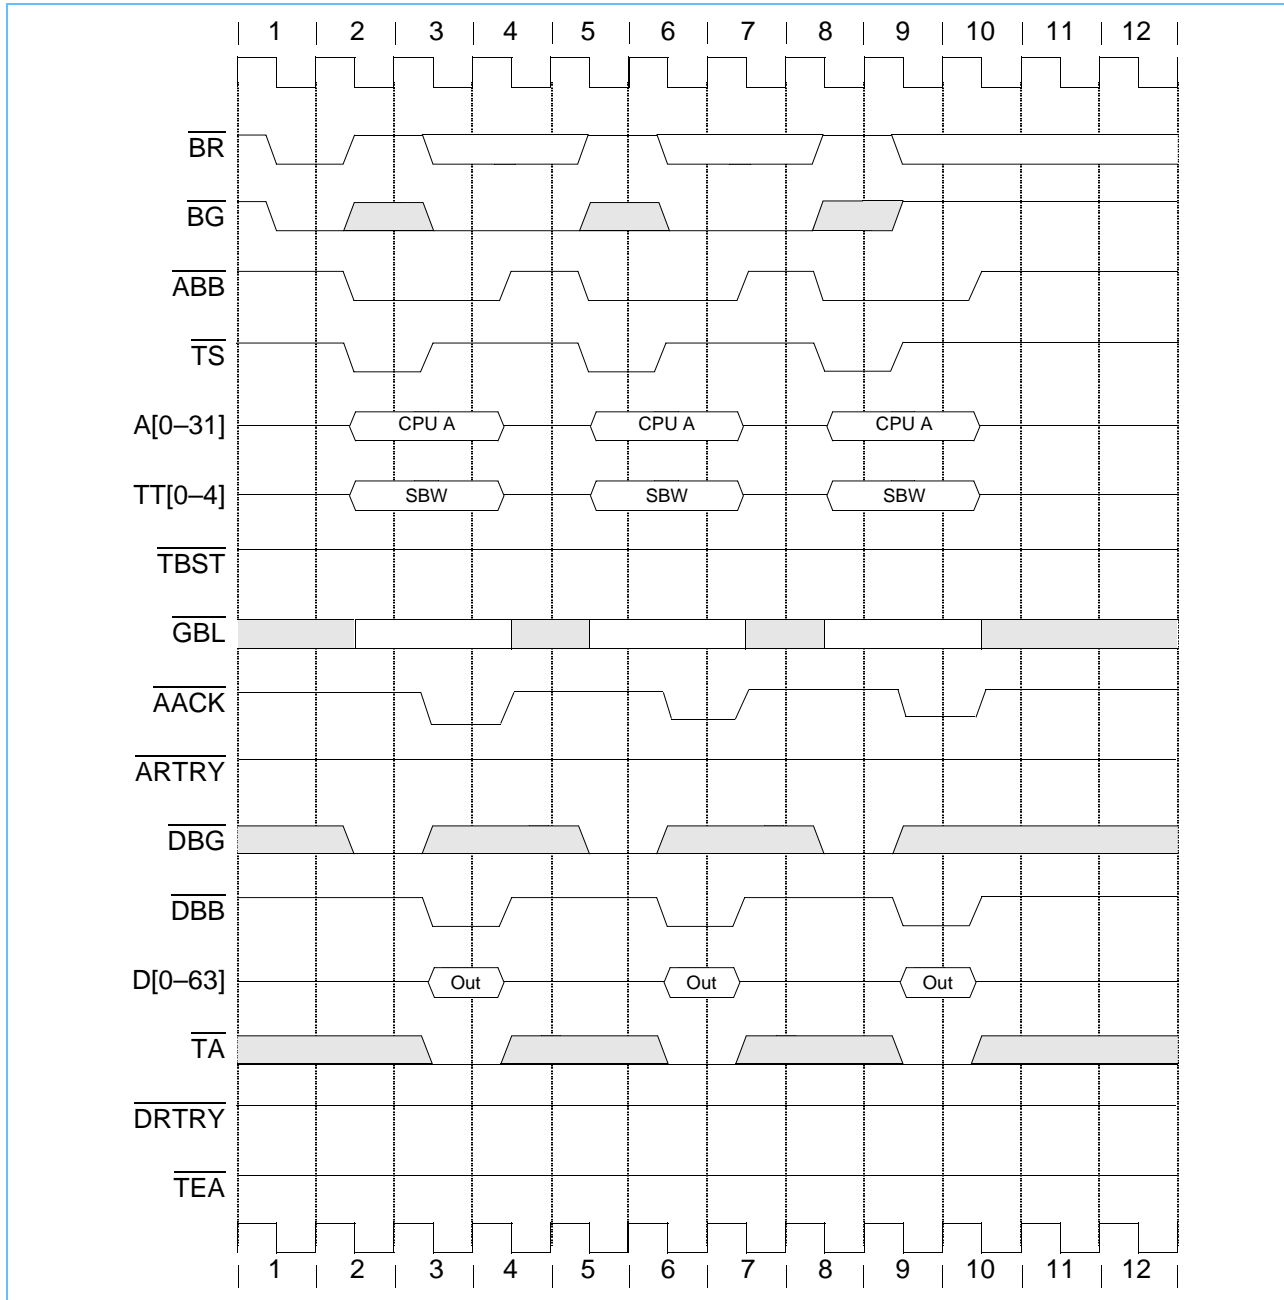 1 2 3 4 5 6 7 8 9 10 11 12
BR
BG
ABB
TS
A[0–31] CPU A CPU A CPU A
TT[0–4] SBW SBW SBW
TBST
GBL
AACK
ARTRY
DBG
DBB
D[0–63] Out Out Out
TA
DRTRY
TEA
1 2 3 4 5 6 7 8 9 10 11 12